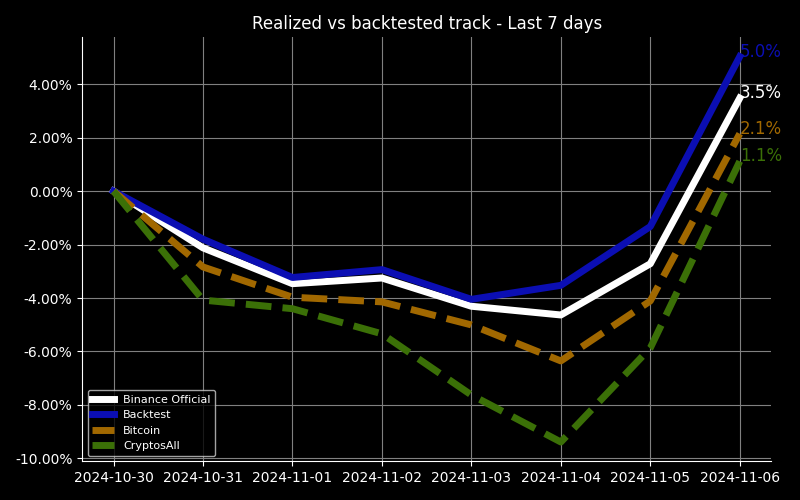 Realized vs backtested track - Last 7 days
5.0%
4.00%
3.5%
2.00%
2.1%
1.1%
0.00%
-2.00%
-4.00%
-6.00%
-8.00%
-10.00%
Binance Official
Backtest
Bitcoin
CryptosAll
2024-10-30 2024-10-31 2024-11-01 2024-11-02 2024-11-03 2024-11-04 2024-11-05 2024-11-06